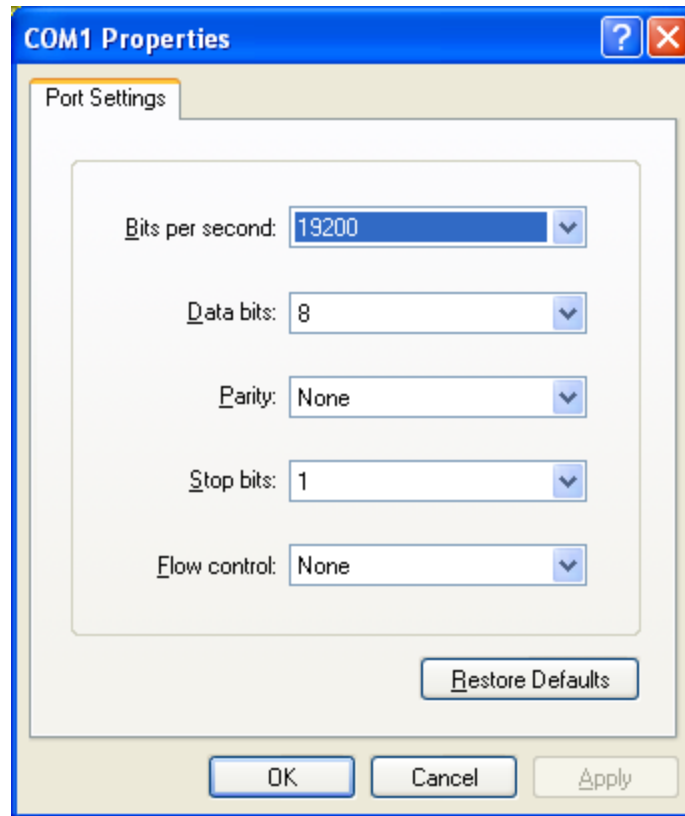 COM1 Properties
Port Settings
Bits per second: 19200
Data bits: 8
Parity: None
Stop bits: 1
Flow control: None
Restore Defaults
OK Cancel Apply